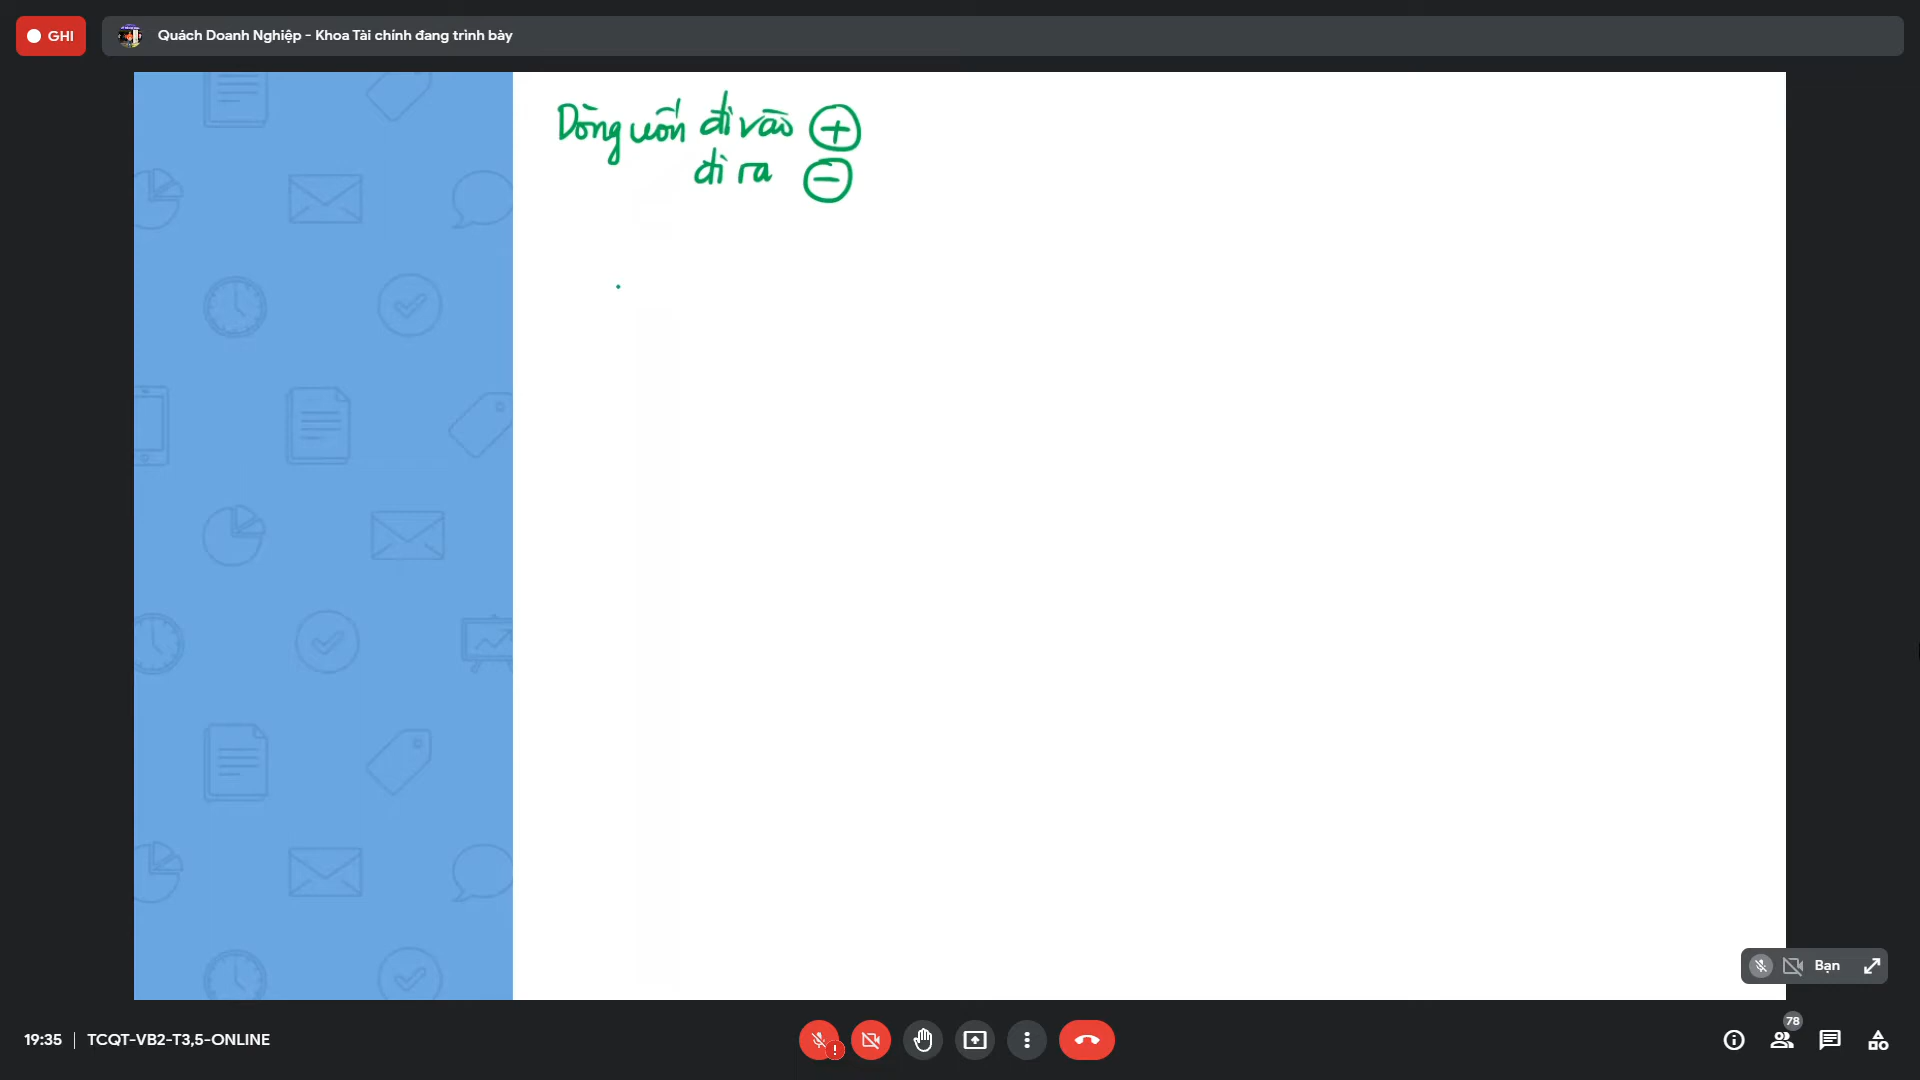 GHI
Quách Doanh Nghiệp - Khoa Tài chính đang trình bày
Dòng vốn đi vào +
đi ra -
Bạn
19:35 | TCQT-VB2-T3,5-ONLINE
78